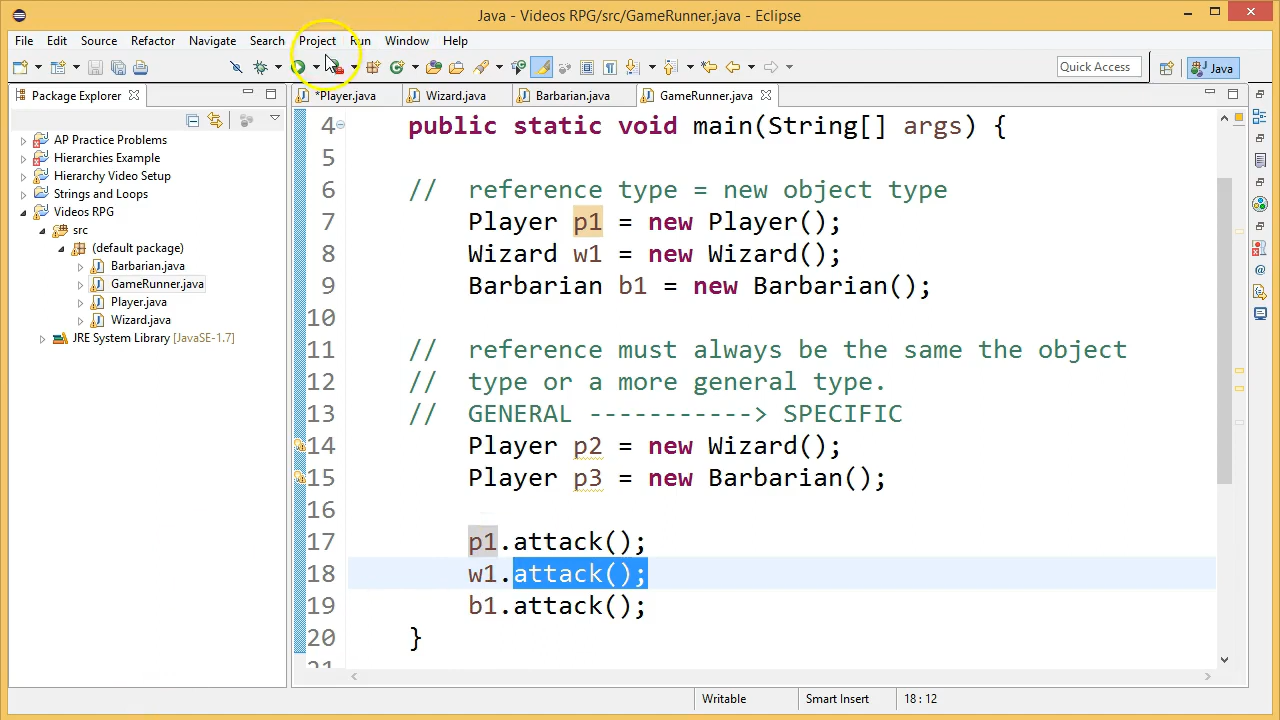 Java - Videos RPG/src/GameRunner.java - Eclipse
File Edit Source Refactor Navigate Search Project Run Window Help
Quick Access Java
Package Explorer *Player.java Wizard.java Barbarian.java GameRunner.java
AP Practice Problems
Hierarchies Example
Hierarchy Video Setup
Strings and Loops
Videos RPG
src
(default package)
Barbarian.java
GameRunner.java
Player.java
Wizard.java
JRE System Library [JavaSE-1.7]
4 public static void main(String[] args) {
5
6 // reference type = new object type
7 Player p1 = new Player();
8 Wizard w1 = new Wizard();
9 Barbarian b1 = new Barbarian();
10
11 // reference must always be the same the object
12 // type or a more general type.
13 // GENERAL -----------> SPECIFIC
14 Player p2 = new Wizard();
15 Player p3 = new Barbarian();
16
17 p1.attack();
18 w1.attack();
19 b1.attack();
20 }
21
Writable Smart Insert 18 : 12